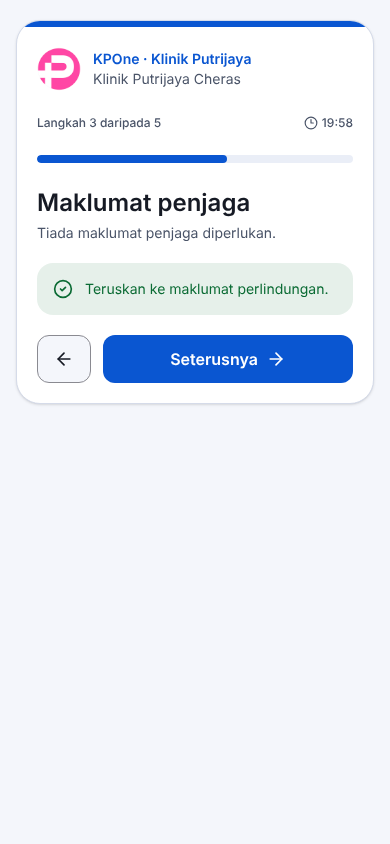 KPOne · Klinik Putrijaya
Klinik Putrijaya Cheras
Langkah 3 daripada 5
19:58
Maklumat penjaga
Tiada maklumat penjaga diperlukan.
Teruskan ke maklumat perlindungan.
Seterusnya